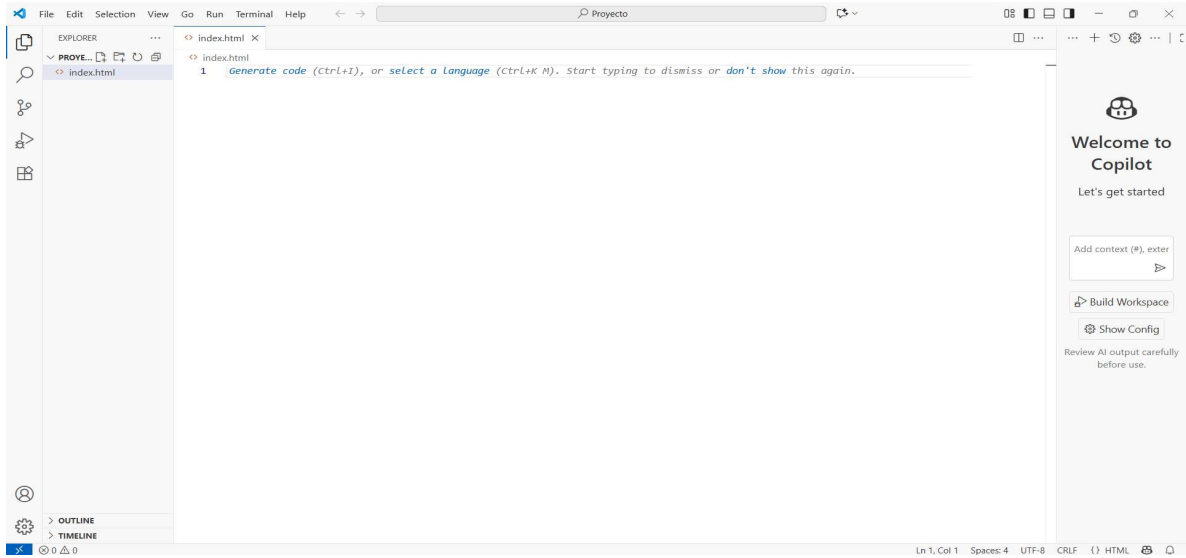 File Edit Selection View Go Run Terminal Help
Proyecto
EXPLORER
PROYE...
index.html
index.html
index.html
1
Generate code (Ctrl+I), or select a language (Ctrl+K M). Start typing to dismiss or don't show this again.
Welcome to
Copilot
Let's get started
Add context (#), exter
Build Workspace
Show Config
Review AI output carefully
before use.
OUTLINE
TIMELINE
0 0
Ln 1, Col 1 Spaces: 4 UTF-8 CRLF {} HTML